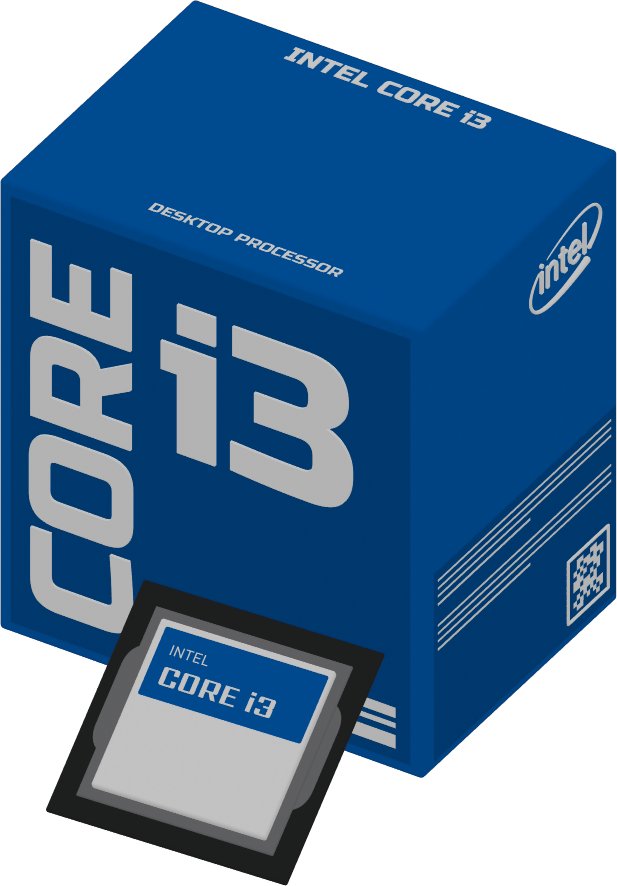 INTEL CORE i3
DESKTOP PROCESSOR
intel
CORE
i3
INTEL
CORE i3